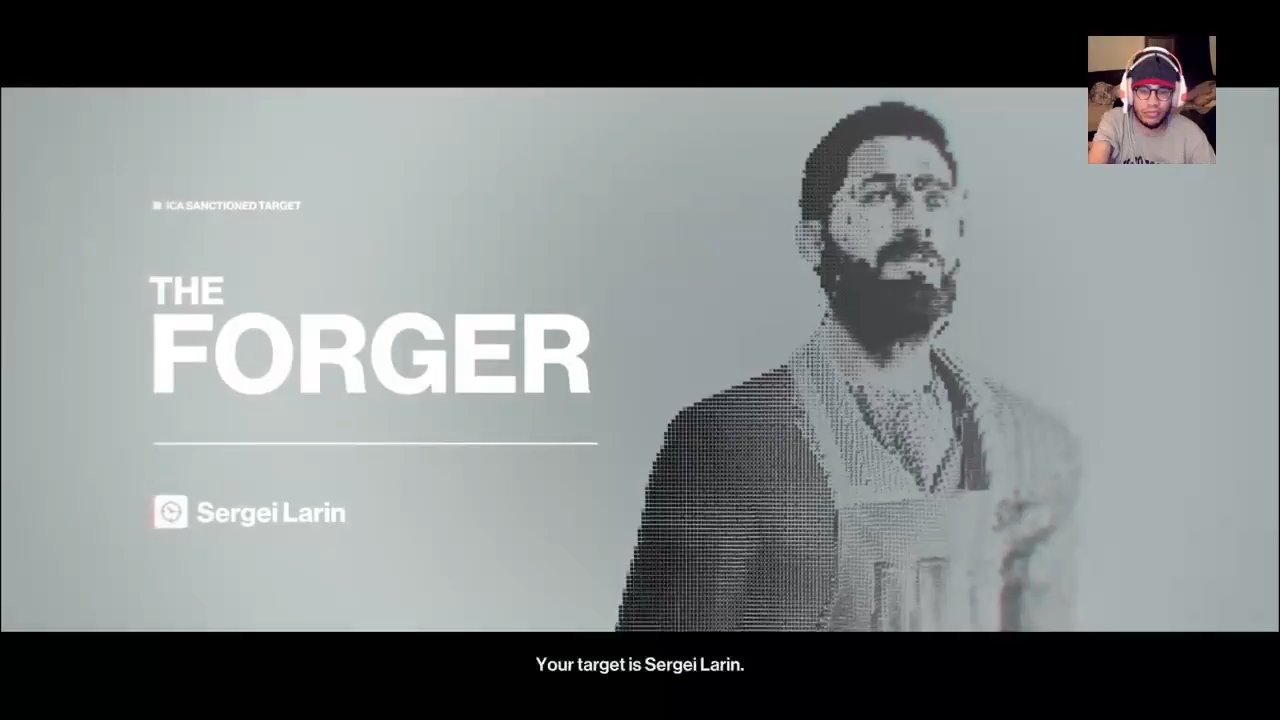 ICA SANCTIONED TARGET
THE
FORGER
Sergei Larin
Your target is Sergei Larin.